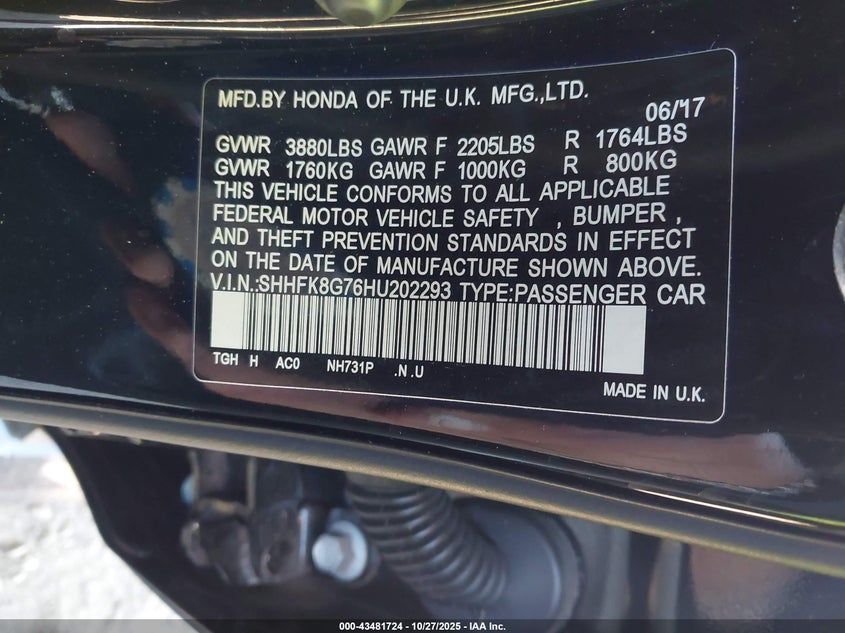 MFD.BY HONDA OF THE U.K. MFG.,LTD.
06/'17
GVWR 3880LBS GAWR F 2205LBS R 1764LBS
GVWR 1760KG GAWR F 1000KG R 800KG
THIS VEHICLE CONFORMS TO ALL APPLICABLE
FEDERAL MOTOR VEHICLE SAFETY , BUMPER ,
AND THEFT PREVENTION STANDARDS IN EFFECT
ON THE DATE OF MANUFACTURE SHOWN ABOVE.
V.I.N.:SHHFK8G76HU202293 TYPE:PASSENGER CAR
TGH H AC0 NH731P .N.U
MADE IN U.K.
000-43481724 - 10/27/2025 - IAA Inc.